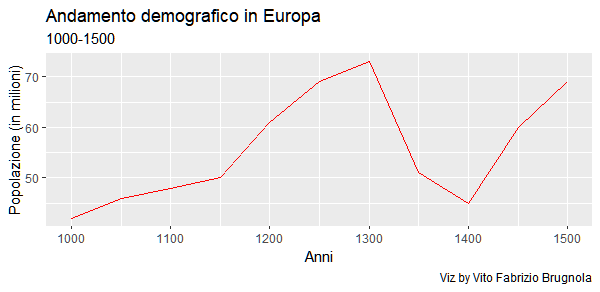 Andamento demografico in Europa
1000-1500
Popolazione (in milioni)
70
60
50
1000 1100 1200 1300 1400 1500
Anni
Viz by Vito Fabrizio Brugnola